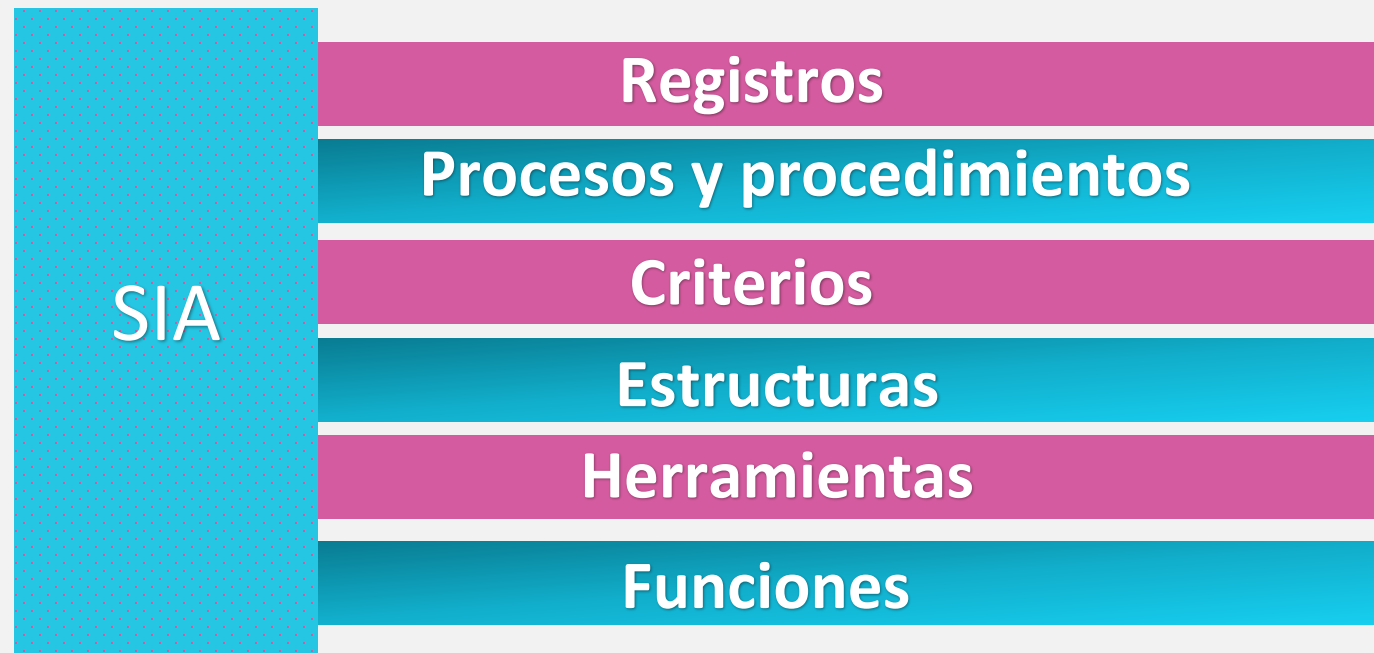 SIA
Registros
Procesos y procedimientos
Criterios
Estructuras
Herramientas
Funciones